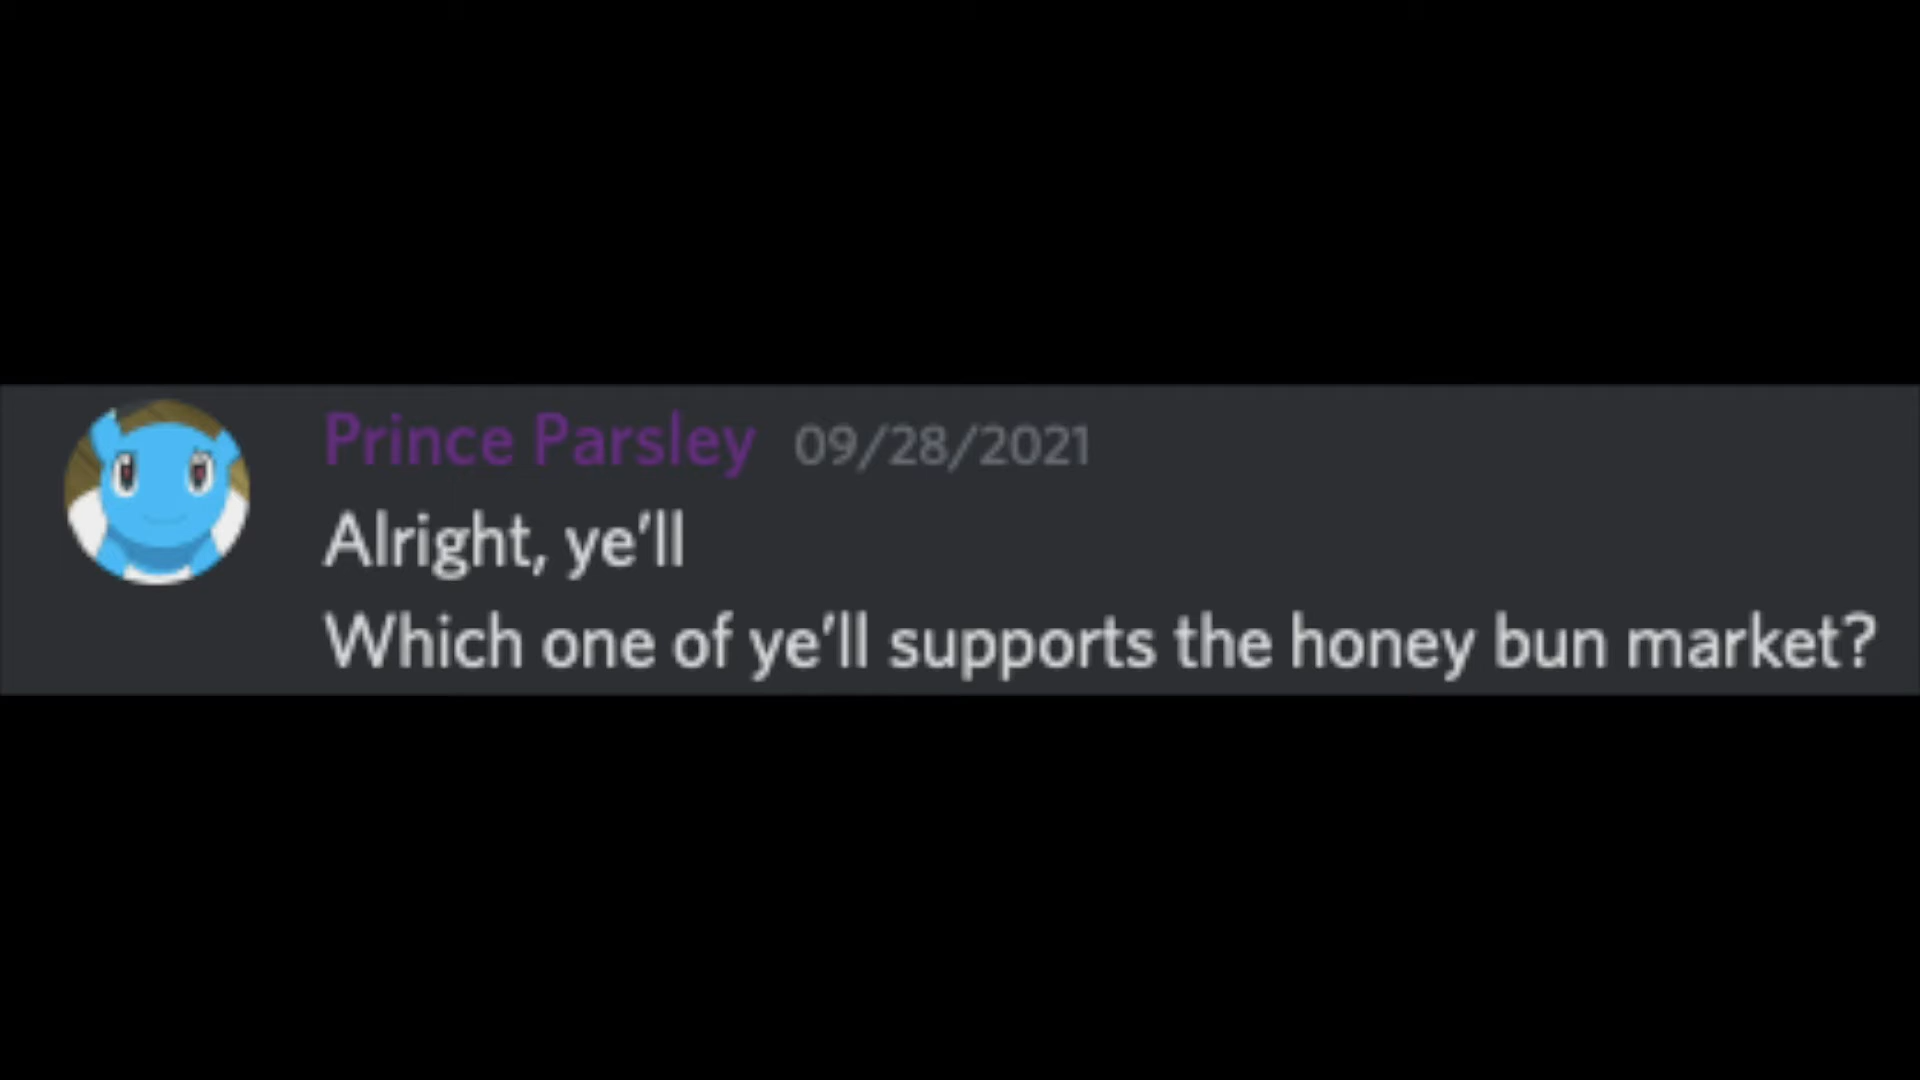 Prince Parsley 09/28/2021
Alright, ye’ll
Which one of ye’ll supports the honey bun market?